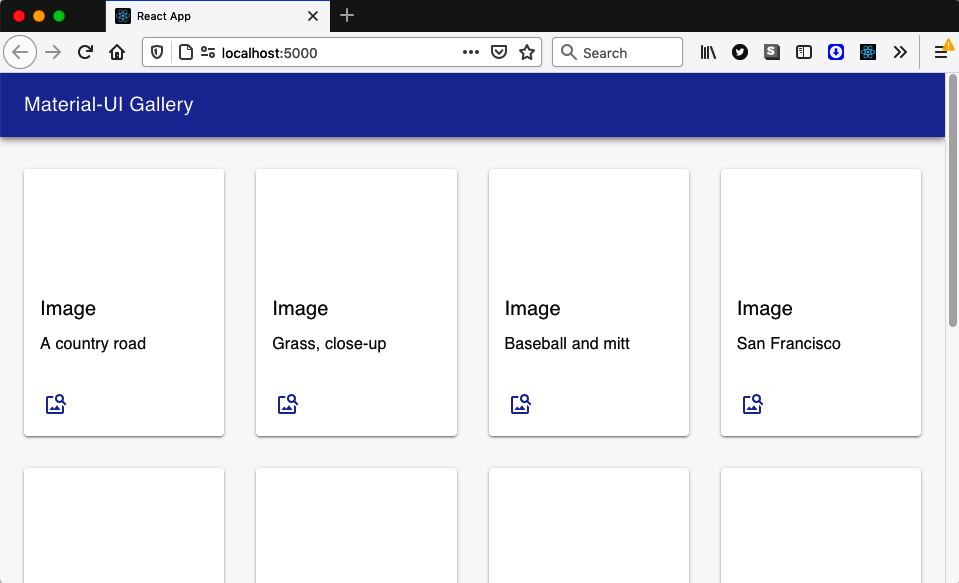 React App
localhost:5000
Search
S
Material-UI Gallery
Image
A country road
Image
Grass, close-up
Image
Baseball and mitt
Image
San Francisco